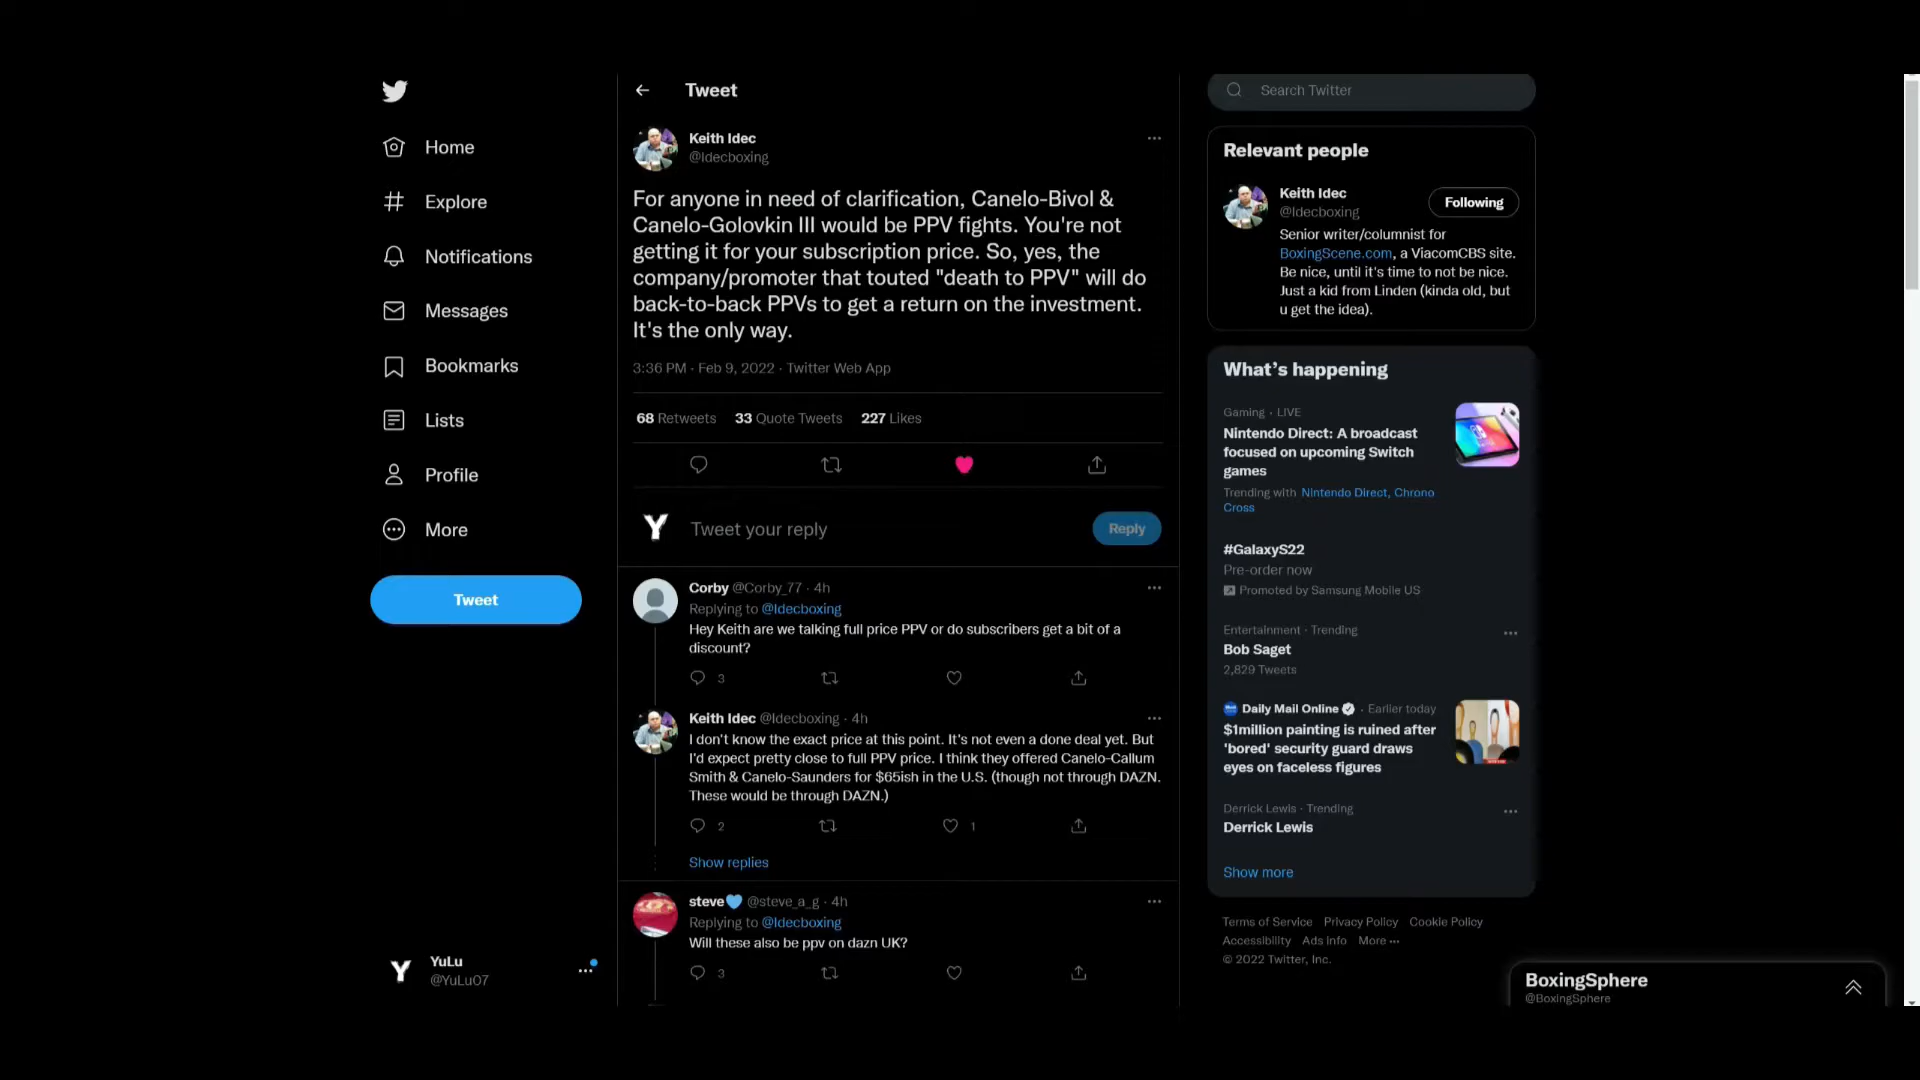 Home
Explore
Notifications
Messages
Bookmarks
Lists
Profile
More
Tweet
YuLu
@YuLu07
Tweet
Keith Idec
@Idecboxing
For anyone in need of clarification, Canelo-Bivol &
Canelo-Golovkin III would be PPV fights. You're not
getting it for your subscription price. So, yes, the
company/promoter that touted "death to PPV" will do
back-to-back PPVs to get a return on the investment.
It's the only way.
3:36 PM · Feb 9, 2022 · Twitter Web App
68 Retweets 33 Quote Tweets 227 Likes
Y Tweet your reply Reply
Corby @Corby_77 · 4h
Replying to @Idecboxing
Hey Keith are we talking full price PPV or do subscribers get a bit of a
discount?
3
Keith Idec @Idecboxing · 4h
I don't know the exact price at this point. It's not even a done deal yet. But
I'd expect pretty close to full PPV price. I think they offered Canelo-Callum
Smith & Canelo-Saunders for $65ish in the U.S. (though not through DAZN.
These would be through DAZN.)
2 1
Show replies
steve @steve_a_g · 4h
Replying to @Idecboxing
Will these also be ppv on dazn UK?
3
Search Twitter
Relevant people
Keith Idec
@Idecboxing
Following
Senior writer/columnist for
BoxingScene.com, a ViacomCBS site.
Be nice, until it's time to not be nice.
Just a kid from Linden (kinda old, but
u get the idea).
What's happening
Gaming · LIVE
Nintendo Direct: A broadcast
focused on upcoming Switch
games
Trending with Nintendo Direct, Chrono
Cross
#GalaxyS22
Pre-order now
Promoted by Samsung Mobile US
Entertainment · Trending
Bob Saget
2,829 Tweets
Daily Mail Online · Earlier today
$1million painting is ruined after
'bored' security guard draws
eyes on faceless figures
Derrick Lewis · Trending
Derrick Lewis
Show more
Terms of Service Privacy Policy Cookie Policy
Accessibility Ads info More ···
© 2022 Twitter, Inc.
BoxingSphere
@BoxingSphere